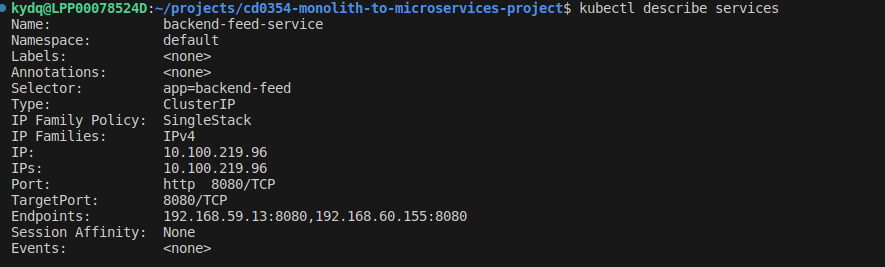 kydq@LPP00078524D:~/projects/cd0354-monolith-to-microservices-project$ kubectl describe services
Name:              backend-feed-service
Namespace:         default
Labels:            <none>
Annotations:       <none>
Selector:          app=backend-feed
Type:              ClusterIP
IP Family Policy:  SingleStack
IP Families:       IPv4
IP:                10.100.219.96
IPs:               10.100.219.96
Port:              http  8080/TCP
TargetPort:        8080/TCP
Endpoints:         192.168.59.13:8080,192.168.60.155:8080
Session Affinity:  None
Events:            <none>